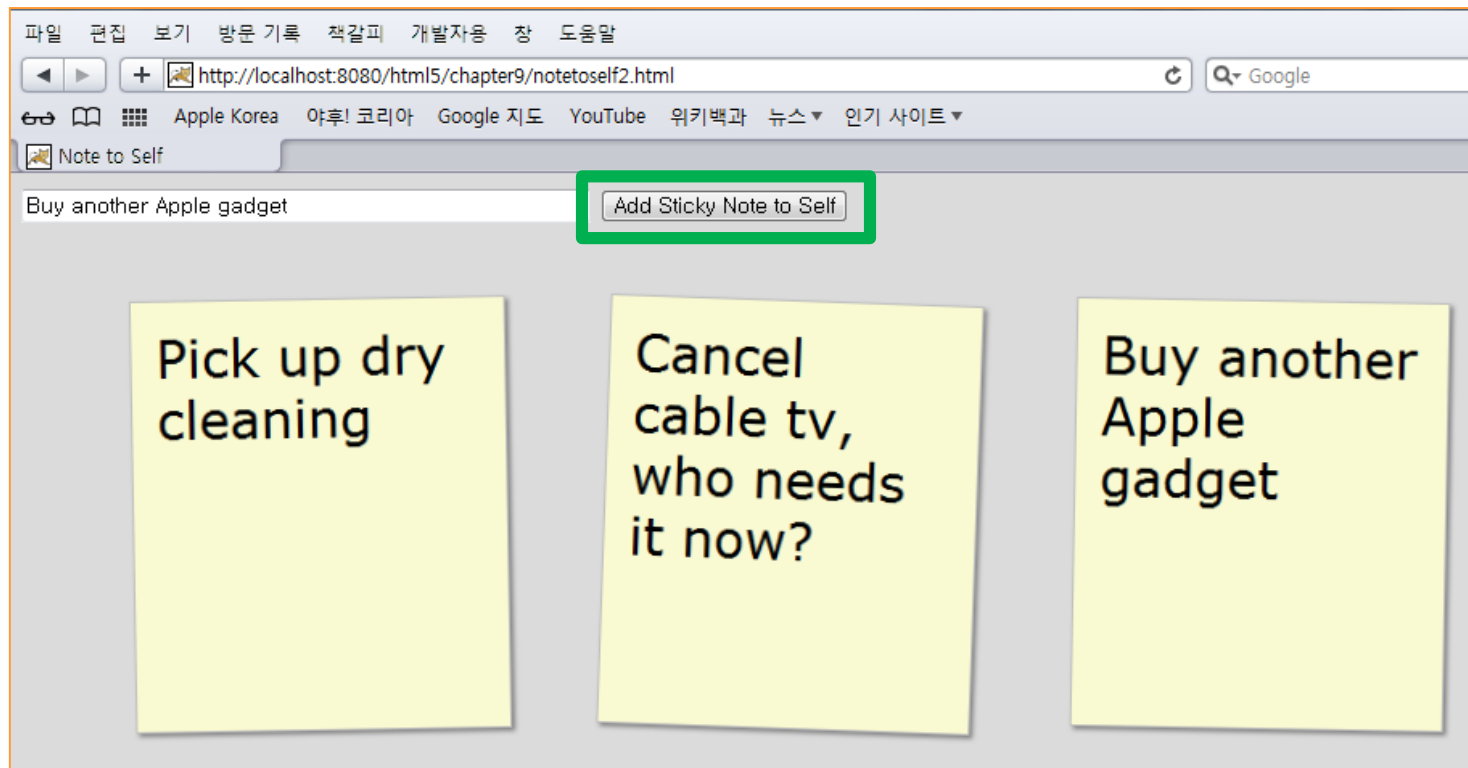 파일 편집 보기 방문 기록 책갈피 개발자용 창 도움말
http://localhost:8080/html5/chapter9/notetoself2.html Google
Apple Korea 야후! 코리아 Google 지도 YouTube 위키백과 뉴스 인기 사이트
Note to Self
Buy another Apple gadget Add Sticky Note to Self
Pick up dry
cleaning
Cancel
cable tv,
who needs
it now?
Buy another
Apple
gadget